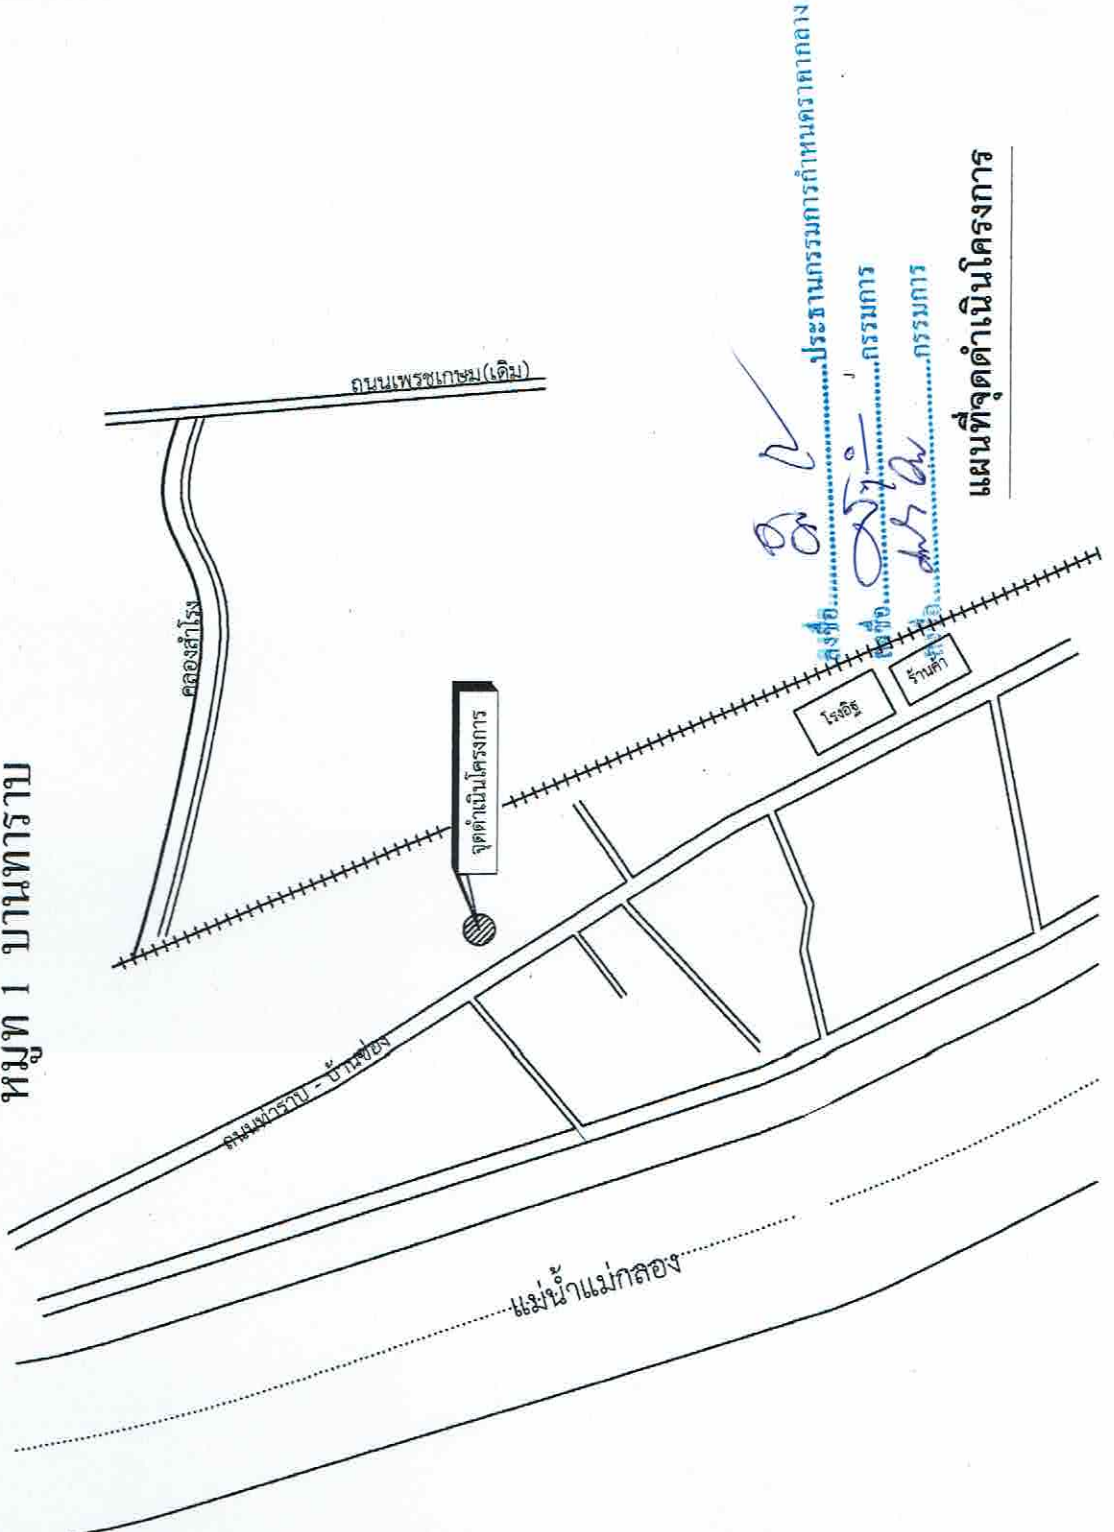 หมู่ที่ 1 บ้านท่าราบ
ถนนเพชรเกษม(เดิม)
คลองสำโรง
จุดดำเนินโครงการ
ถนนท่าราบ - บ้านซ่อง
โรงอิฐ
ร้านค้า
แม่น้ำแม่กลอง
ลงชื่อ..............ประธานกรรมการกำหนดราคากลาง
ลงชื่อ..............กรรมการ
ลงชื่อ..............กรรมการ
แผนที่จุดดำเนินโครงการ